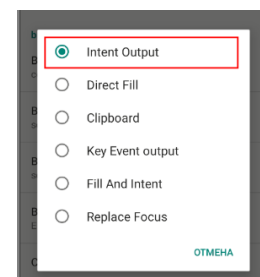 Intent Output
Direct Fill
Clipboard
Key Event output
Fill And Intent
Replace Focus
ОТМЕНА